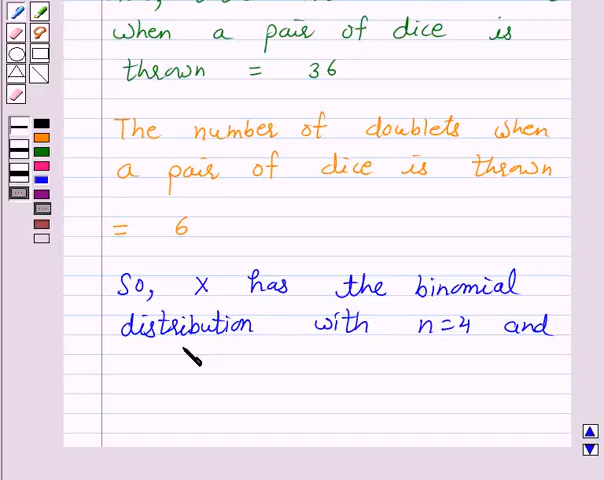 when a pair of dice is
thrown = 36
The number of doublets when
a pair of dice is thrown
= 6
So, X has the binomial
distribution with n=4 and